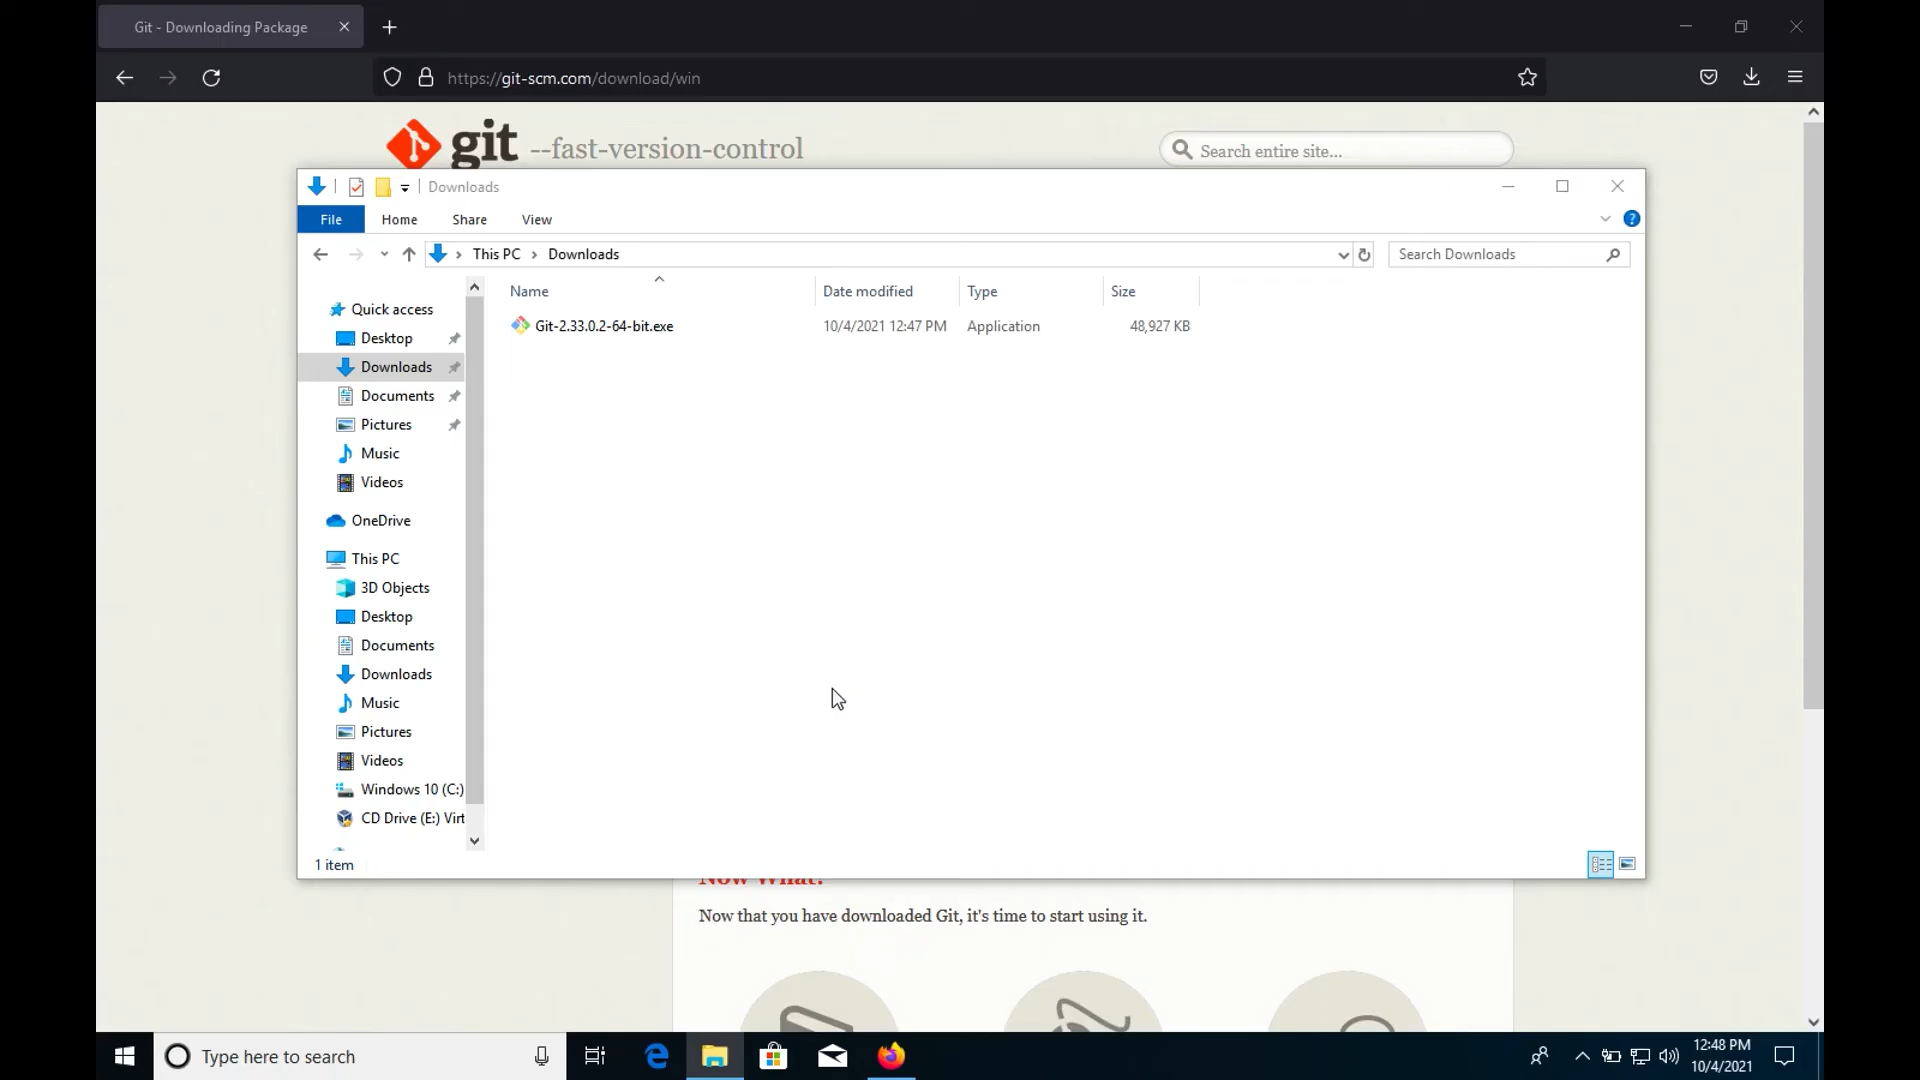 Git - Downloading Package
https://git-scm.com/download/win
git --fast-version-control
Search entire site...
Downloads
File Home Share View
This PC Downloads
Search Downloads
Name Date modified Type Size
Git-2.33.0.2-64-bit.exe 10/4/2021 12:47 PM Application 48,927 KB
Quick access
Desktop
Downloads
Documents
Pictures
Music
Videos
OneDrive
This PC
3D Objects
Desktop
Documents
Downloads
Music
Pictures
Videos
Windows 10 (C:)
CD Drive (E:) Virt
1 item
Now What?
Now that you have downloaded Git, it's time to start using it.
Type here to search
12:48 PM
10/4/2021